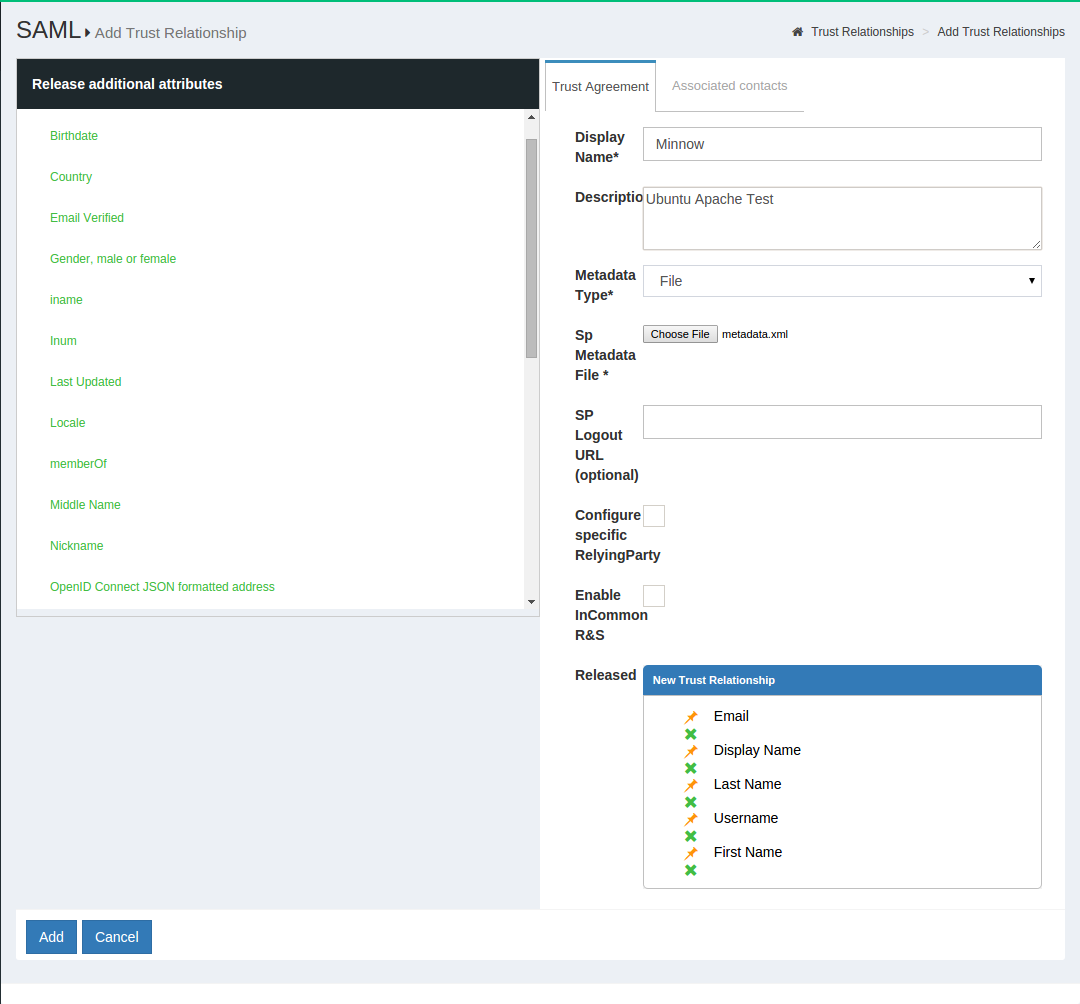 SAML Add Trust Relationship
Trust Relationships > Add Trust Relationships
Release additional attributes
Birthdate
Country
Email Verified
Gender, male or female
iname
Inum
Last Updated
Locale
memberOf
Middle Name
Nickname
OpenID Connect JSON formatted address
Trust Agreement
Associated contacts
Display
Name*
Minnow
Descriptio
Ubuntu Apache Test
Metadata
Type*
File
Sp
Metadata
File *
Choose File metadata.xml
SP
Logout
URL
(optional)
Configure
specific
RelyingParty
Enable
InCommon
R&S
Released
New Trust Relationship
Email
Display Name
Last Name
Username
First Name
Add
Cancel